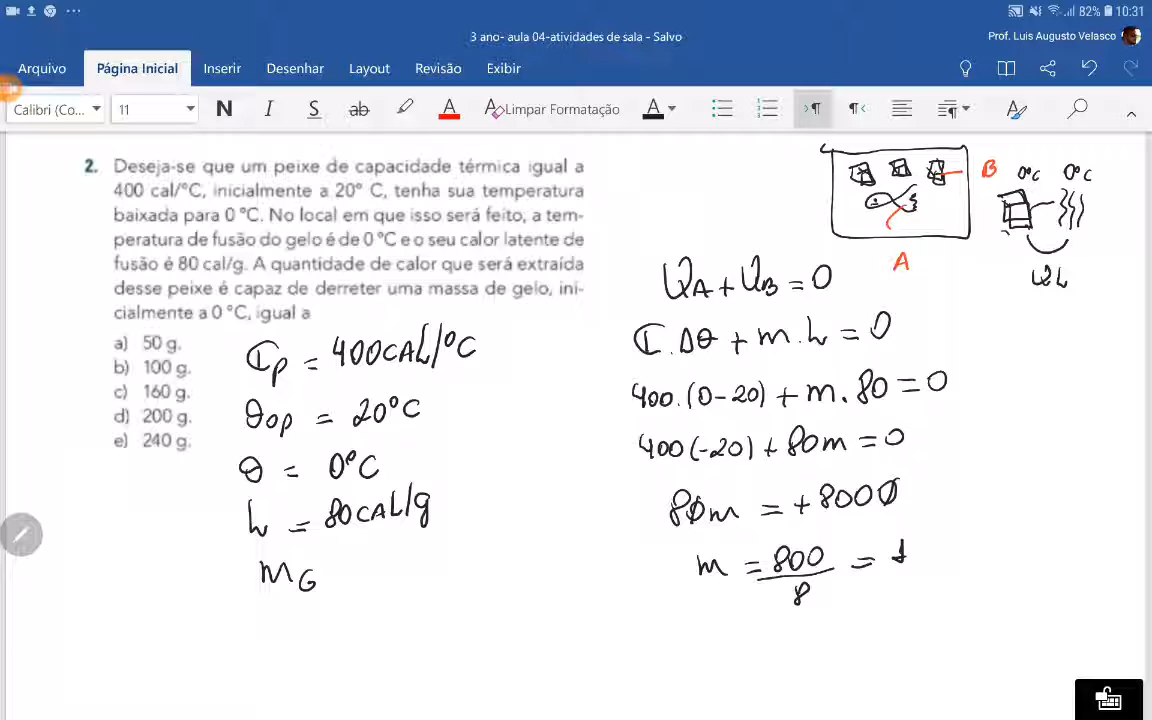 82% 10:31
3 ano- aula 04-atividades de sala - Salvo
Prof. Luis Augusto Velasco
Arquivo Página Inicial Inserir Desenhar Layout Revisão Exibir
Calibri (Co... 11 N I S ab A Limpar Formatação A
2. Deseja-se que um peixe de capacidade térmica igual a
400 cal/°C, inicialmente a 20° C, tenha sua temperatura
baixada para 0 °C. No local em que isso será feito, a tem-
peratura de fusão do gelo é de 0 °C e o seu calor latente de
fusão é 80 cal/g. A quantidade de calor que será extraída
desse peixe é capaz de derreter uma massa de gelo, ini-
cialmente a 0 °C, igual a
a) 50 g.
b) 100 g.
c) 160 g.
d) 200 g.
e) 240 g.
Cp = 400CAL/°C
θop = 20°C
θ = 0°C
L = 80CAL/g
mG
B 0°C 0°C
A
QL
QA + QB = 0
C.Δθ + m.L = 0
400.(0-20) + m.80 = 0
400(-20) + 80m = 0
80m = +8000
m = 800/8 = 1